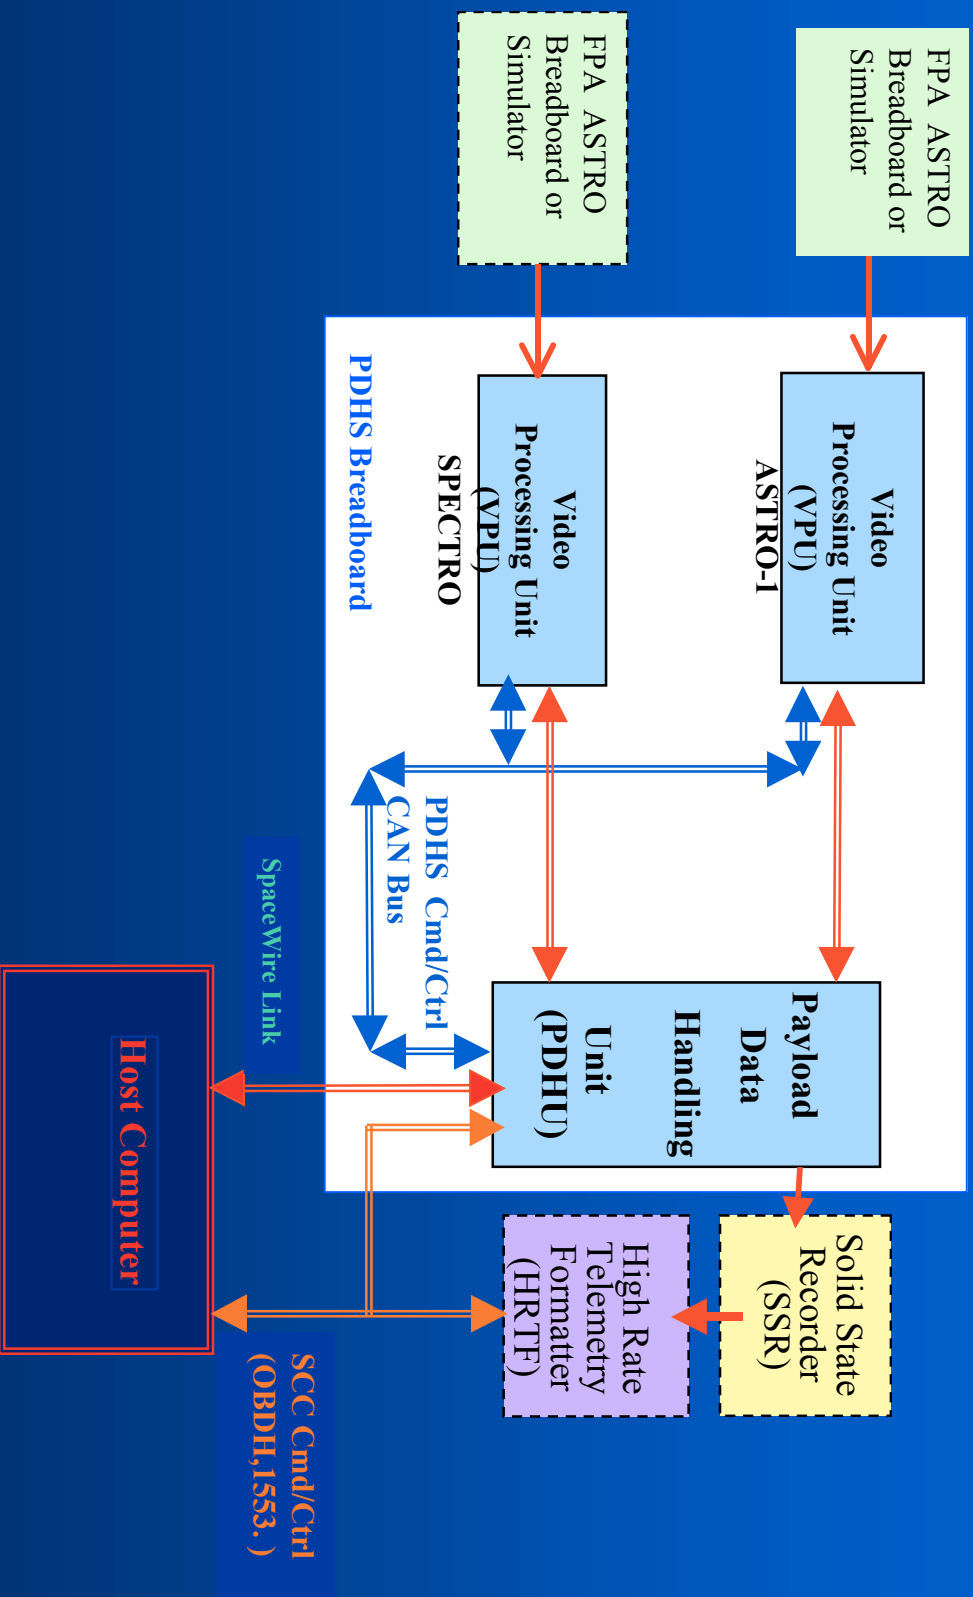 FPA ASTRO
Breadboard or
Simulator
Video
Processing Unit
(VPU)
ASTRO-1
Payload
Data
Handling
Unit
(PDHU)
Solid State
Recorder
(SSR)
FPA ASTRO
Breadboard or
Simulator
Video
Processing Unit
(VPU)
SPECTRO
High Rate
Telemetry
Formatter
(HRTF)
PDHS Cmd/Ctrl
CAN Bus
PDHS Breadboard
SpaceWire Link
SCC Cmd/Ctrl
(OBDH,1553. )
Host Computer